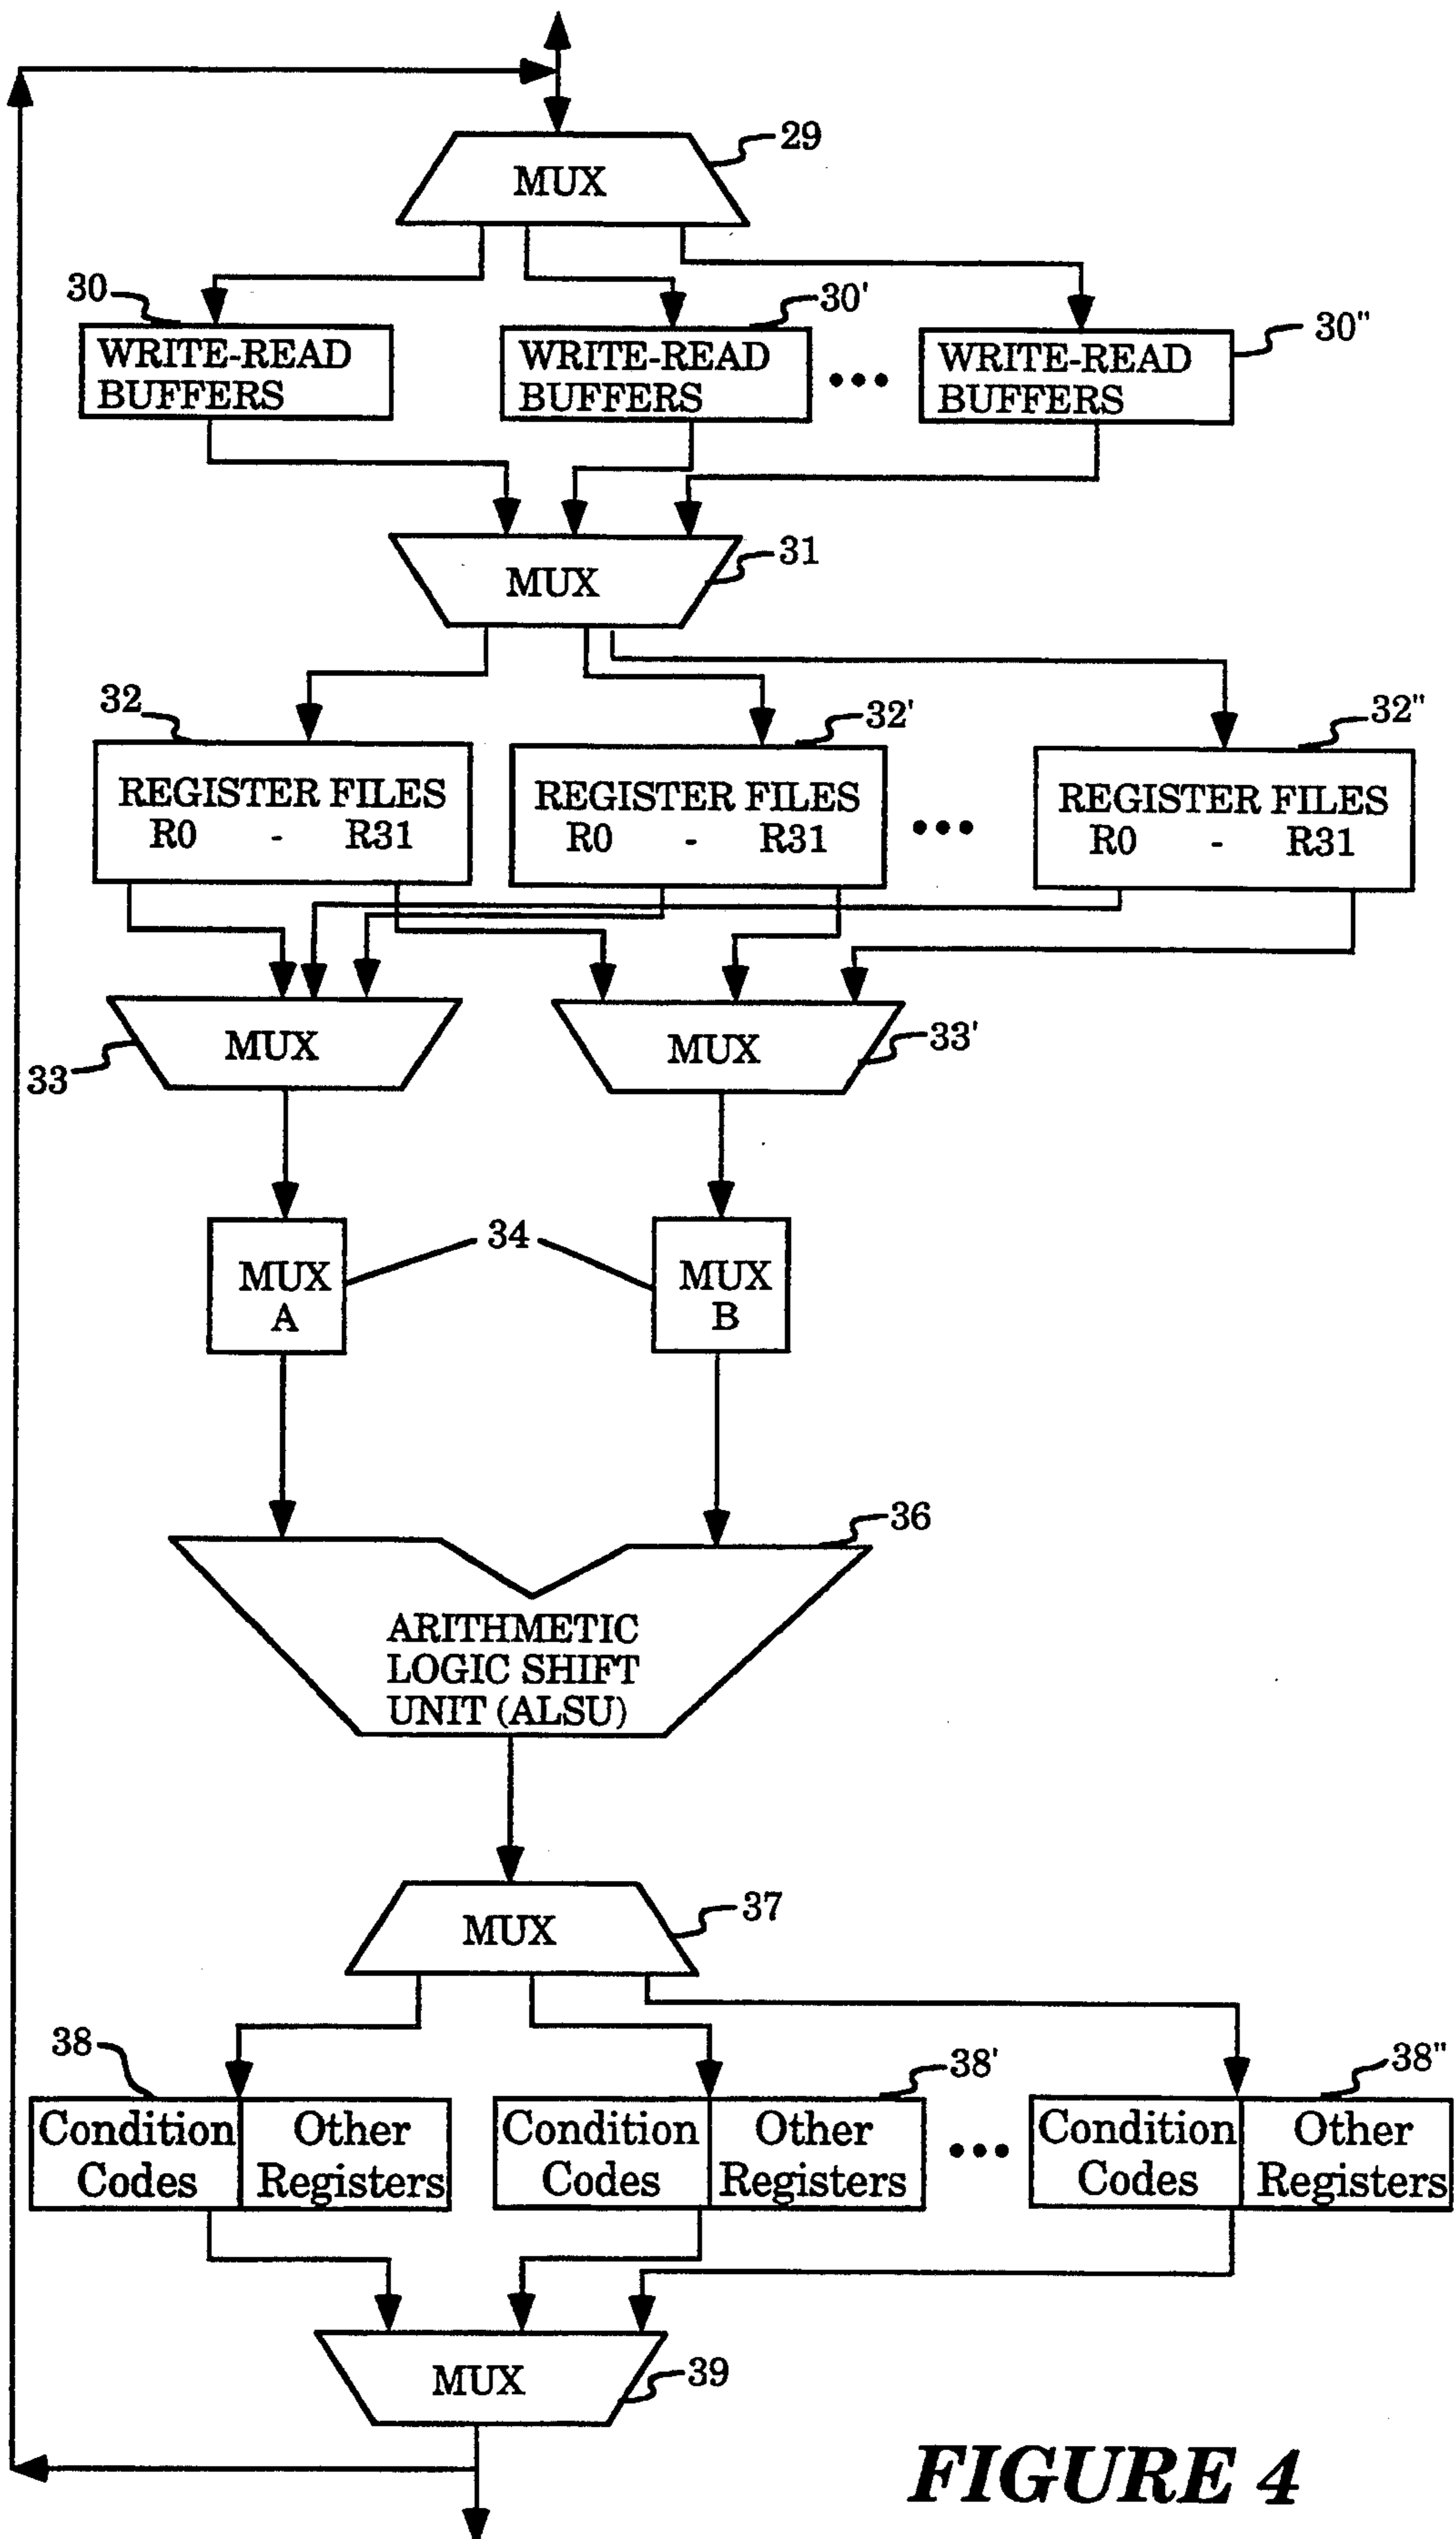 29
MUX
30
30'
30"
WRITE-READ
BUFFERS
WRITE-READ
BUFFERS
•••
WRITE-READ
BUFFERS
31
MUX
32
32'
32"
REGISTER FILES
R0 - R31
REGISTER FILES
R0 - R31
•••
REGISTER FILES
R0 - R31
MUX
33
MUX
33'
34
MUX
A
MUX
B
36
ARITHMETIC
LOGIC SHIFT
UNIT (ALSU)
37
MUX
38
38'
38"
Condition
Codes
Other
Registers
Condition
Codes
Other
Registers
•••
Condition
Codes
Other
Registers
MUX
39
FIGURE 4